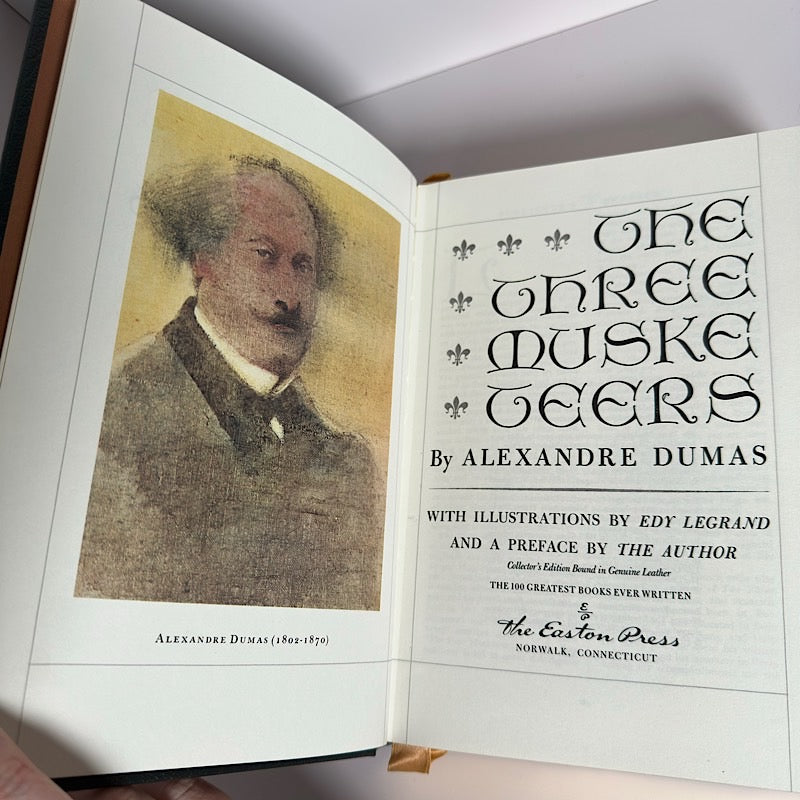 ALEXANDRE DUMAS (1802-1870)
THE
THREE
MUSKE
TEERS
By ALEXANDRE DUMAS
WITH ILLUSTRATIONS BY EDY LEGRAND
AND A PREFACE BY THE AUTHOR
Collector's Edition Bound in Genuine Leather
THE 100 GREATEST BOOKS EVER WRITTEN
the Easton Press
NORWALK, CONNECTICUT